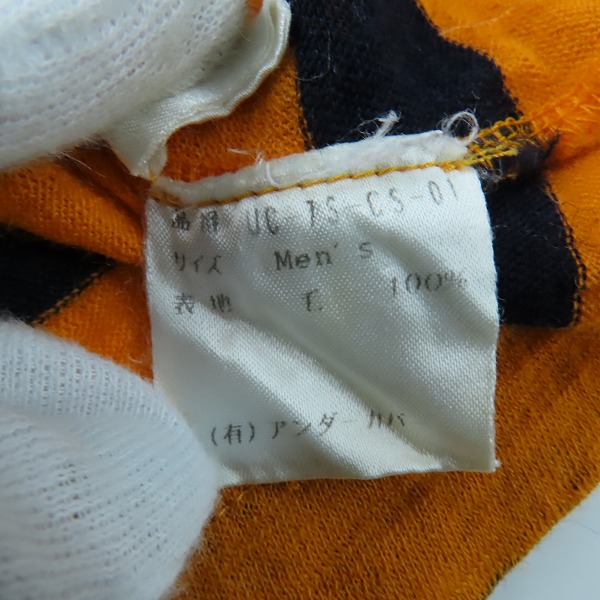 品番 UC-TS-CS-01
サイズ Men's
表地 毛 100%
(有)アンダーカバ